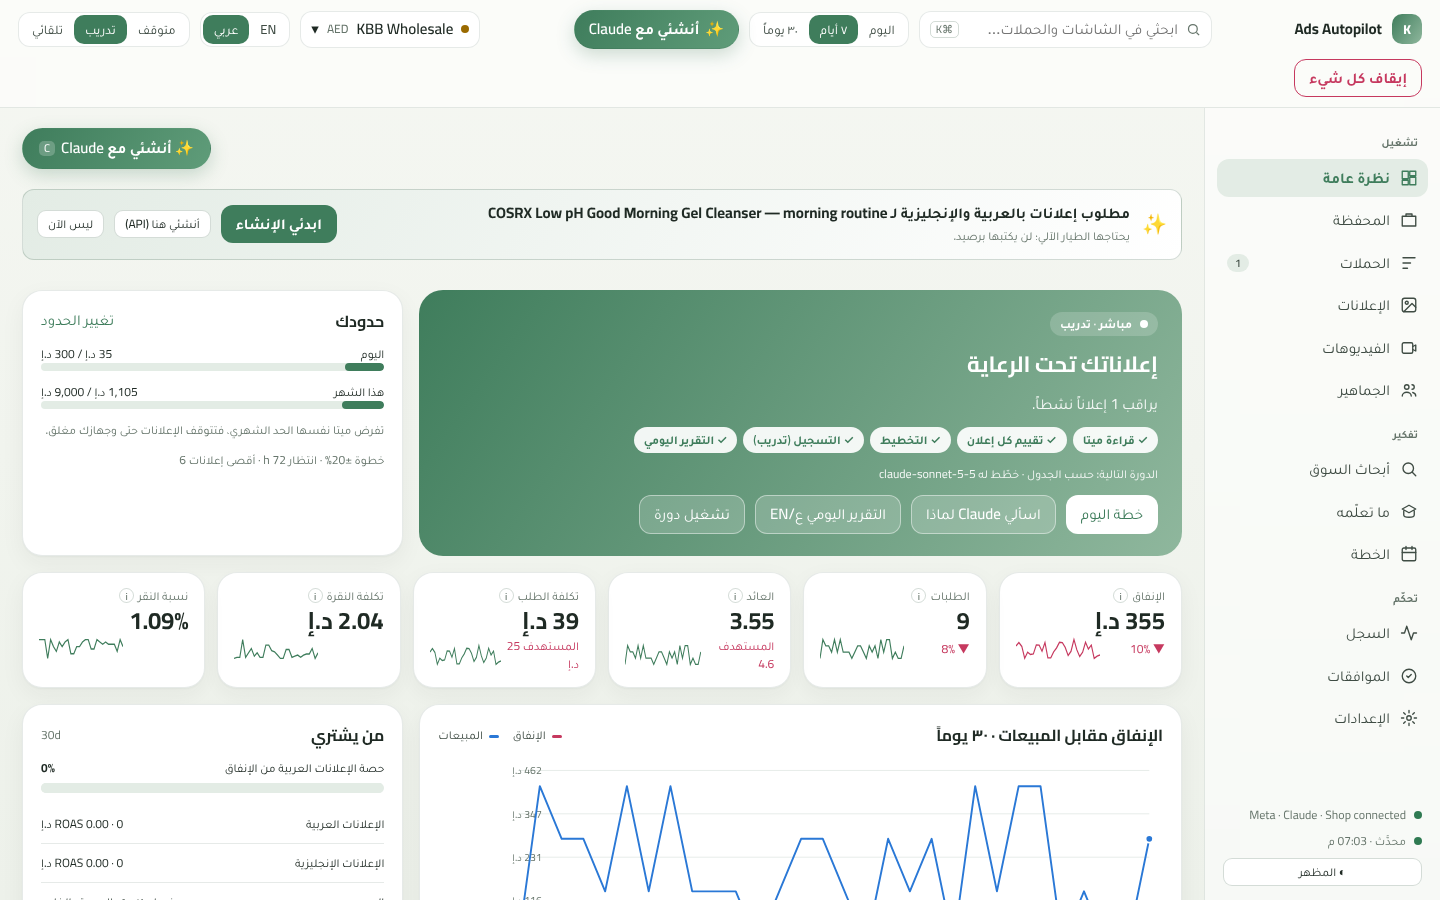 K Ads Autopilot
ابحثي في الشاشات والحملات... ⌘K
اليوم ٧ أيام ٣٠ يوماً
✨ أنشئي مع Claude
KBB Wholesale AED ▼
EN عربي
متوقف تدريب تلقائي
إيقاف كل شيء
تشغيل
نظرة عامة
المحفظة
الحملات 1
الإعلانات
الفيديوهات
الجماهير
تفكير
أبحاث السوق
ما تعلّمه
الخطة
تحكّم
السجل
الموافقات
الإعدادات
Meta · Claude · Shop connected
محدَّث · 07:03 م
المظهر
✨ أنشئي مع Claude C
✨ مطلوب إعلانات بالعربية والإنجليزية لـ COSRX Low pH Good Morning Gel Cleanser — morning routine
يحتاجها الطيار الآلي: لن يكتبها برصيد.
ابدئي الإنشاء أنشئي هنا (API) ليس الآن
مباشر · تدريب
إعلاناتك تحت الرعاية
يراقب 1 إعلاناً نشطاً.
✓ قراءة ميتا ✓ تقييم كل إعلان ✓ التخطيط ✓ التسجيل (تدريب) ✓ التقرير اليومي
الدورة التالية: حسب الجدول · خطّط له claude-sonnet-5-5
خطة اليوم اسألي Claude لماذا التقرير اليومي ع/EN تشغيل دورة
حدودك تغيير الحدود
اليوم 35 د.إ / 300 د.إ
هذا الشهر 1,105 د.إ / 9,000 د.إ
تفرض ميتا نفسها الحد الشهري. فتتوقف الإعلانات حتى وجهازك مغلق.
خطوة ±20% · انتظار 72 h · أقصى إعلانات 6
الإنفاق i
355 د.إ
▼ 10%
الطلبات i
9
▼ 8%
العائد i
3.55
المستهدف
4.6
تكلفة الطلب i
39 د.إ
المستهدف 25
د.إ
تكلفة النقرة i
2.04 د.إ
نسبة النقر i
1.09%
الإنفاق مقابل المبيعات · ٣٠ يوماً
الإنفاق المبيعات
462 د.إ
347 د.إ
231 د.إ
116 د.إ
من يشتري 30d
حصة الإعلانات العربية من الإنفاق 0%
الإعلانات العربية 0 · ROAS 0.00 د.إ
الإعلانات الإنجليزية 0 · ROAS 0.00 د.إ